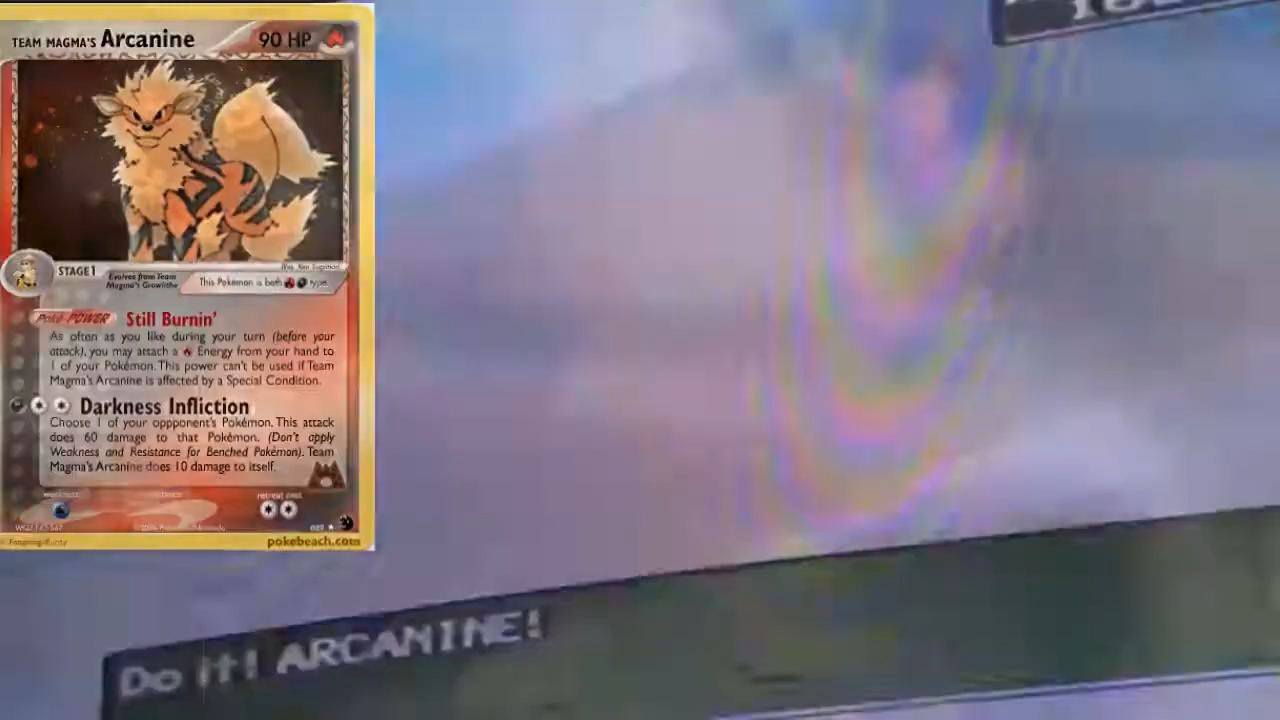 TEAM MAGMA'S Arcanine 90 HP
STAGE 1
Evolves from Team
Magma's Growlithe
This Pokémon is both type.
Poké-POWER Still Burnin'
As often as you like during your turn (before your
attack), you may attach a Energy from your hand to
1 of your Pokémon. This power can't be used if Team
Magma's Arcanine is affected by a Special Condition.
Darkness Infliction
Choose 1 of your oppponent's Pokémon. This attack
does 60 damage to that Pokémon. (Don't apply
Weakness and Resistance for Benched Pokémon). Team
Magma's Arcanine does 10 damage to itself.
weakness
retreat cost
pokebeach.com
Do it! ARCANINE!